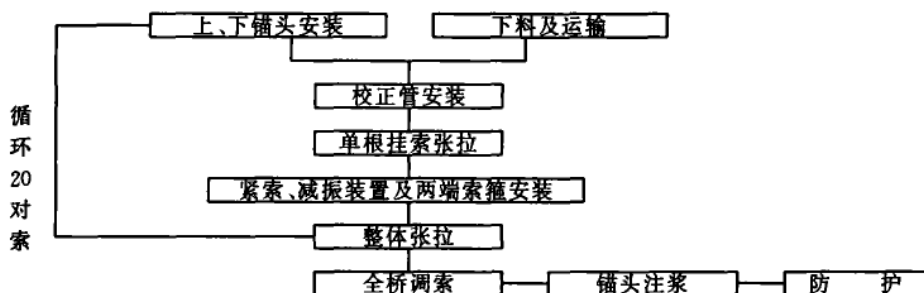 上、下锚头安装 下料及运输
校正管安装
单根挂索张拉
紧索、减振装置及两端索箍安装
整体张拉
全桥调索 锚头注浆 防 护
循环20对索